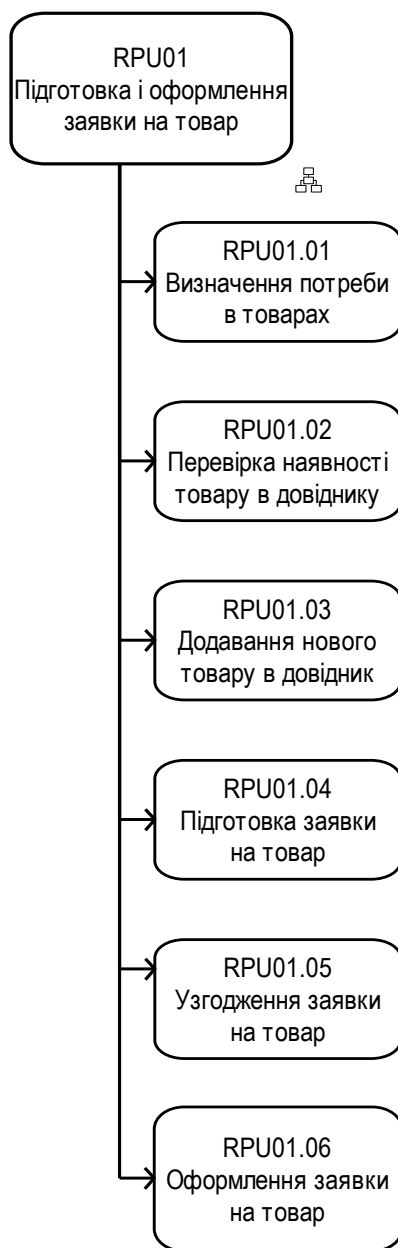 RPU01
Підготовка і оформлення
заявки на товар
RPU01.01
Визначення потреби
в товарах
RPU01.02
Перевірка наявності
товару в довіднику
RPU01.03
Додавання нового
товару в довідник
RPU01.04
Підготовка заявки
на товар
RPU01.05
Узгодження заявки
на товар
RPU01.06
Оформлення заявки
на товар